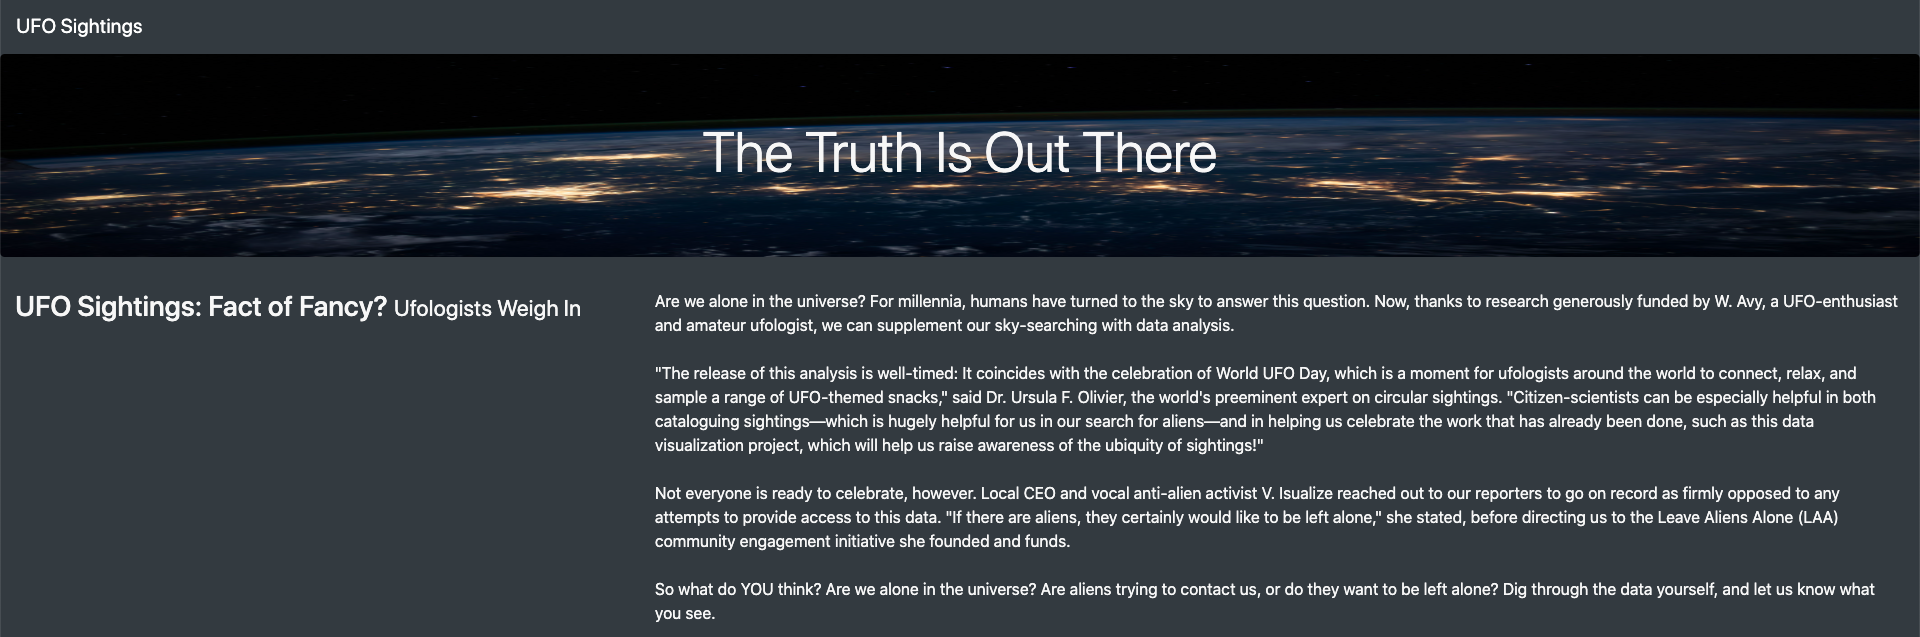 UFO Sightings
The Truth Is Out There
UFO Sightings: Fact of Fancy? Ufologists Weigh In
Are we alone in the universe? For millennia, humans have turned to the sky to answer this question. Now, thanks to research generously funded by W. Avy, a UFO-enthusiast
and amateur ufologist, we can supplement our sky-searching with data analysis.
"The release of this analysis is well-timed: It coincides with the celebration of World UFO Day, which is a moment for ufologists around the world to connect, relax, and
sample a range of UFO-themed snacks," said Dr. Ursula F. Olivier, the world's preeminent expert on circular sightings. "Citizen-scientists can be especially helpful in both
cataloguing sightings—which is hugely helpful for us in our search for aliens—and in helping us celebrate the work that has already been done, such as this data
visualization project, which will help us raise awareness of the ubiquity of sightings!"
Not everyone is ready to celebrate, however. Local CEO and vocal anti-alien activist V. Isualize reached out to our reporters to go on record as firmly opposed to any
attempts to provide access to this data. "If there are aliens, they certainly would like to be left alone," she stated, before directing us to the Leave Aliens Alone (LAA)
community engagement initiative she founded and funds.
So what do YOU think? Are we alone in the universe? Are aliens trying to contact us, or do they want to be left alone? Dig through the data yourself, and let us know what
you see.